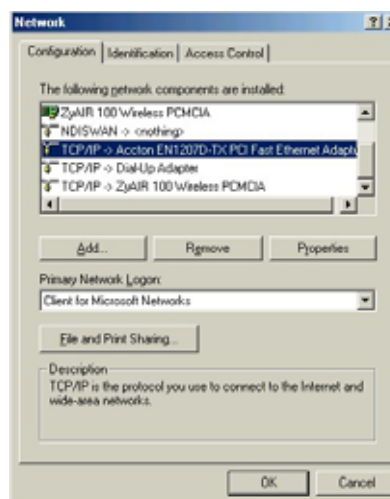 Network
Configuration Identification Access Control
The following network components are installed:
ZyAIR 100 Wireless PCMCIA
NDISWAN -> <nothing>
TCP/IP -> Accton EN1207D-TX PCI Fast Ethernet Adapt
TCP/IP -> Dial-Up Adapter
TCP/IP -> ZyAIR 100 Wireless PCMCIA
Add... Remove Properties
Primary Network Logon:
Client for Microsoft Networks
File and Print Sharing...
Description
TCP/IP is the protocol you use to connect to the Internet and
wide-area networks.
OK Cancel